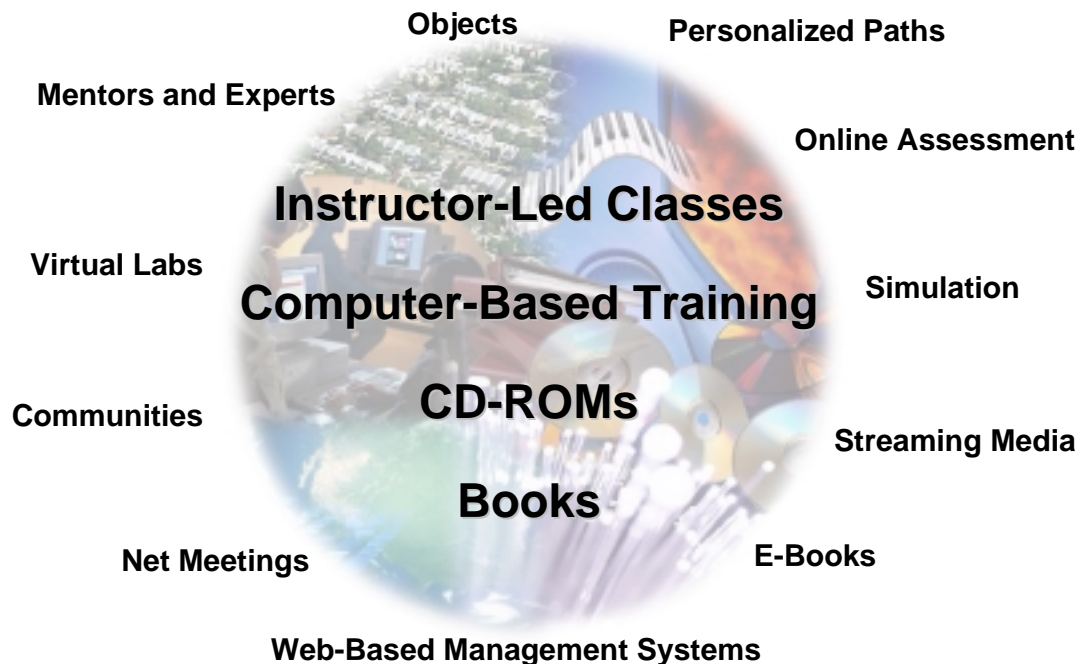 Objects
Personalized Paths
Mentors and Experts
Online Assessment
Instructor-Led Classes
Virtual Labs
Simulation
Computer-Based Training
CD-ROMs
Communities
Streaming Media
Books
Net Meetings
E-Books
Web-Based Management Systems